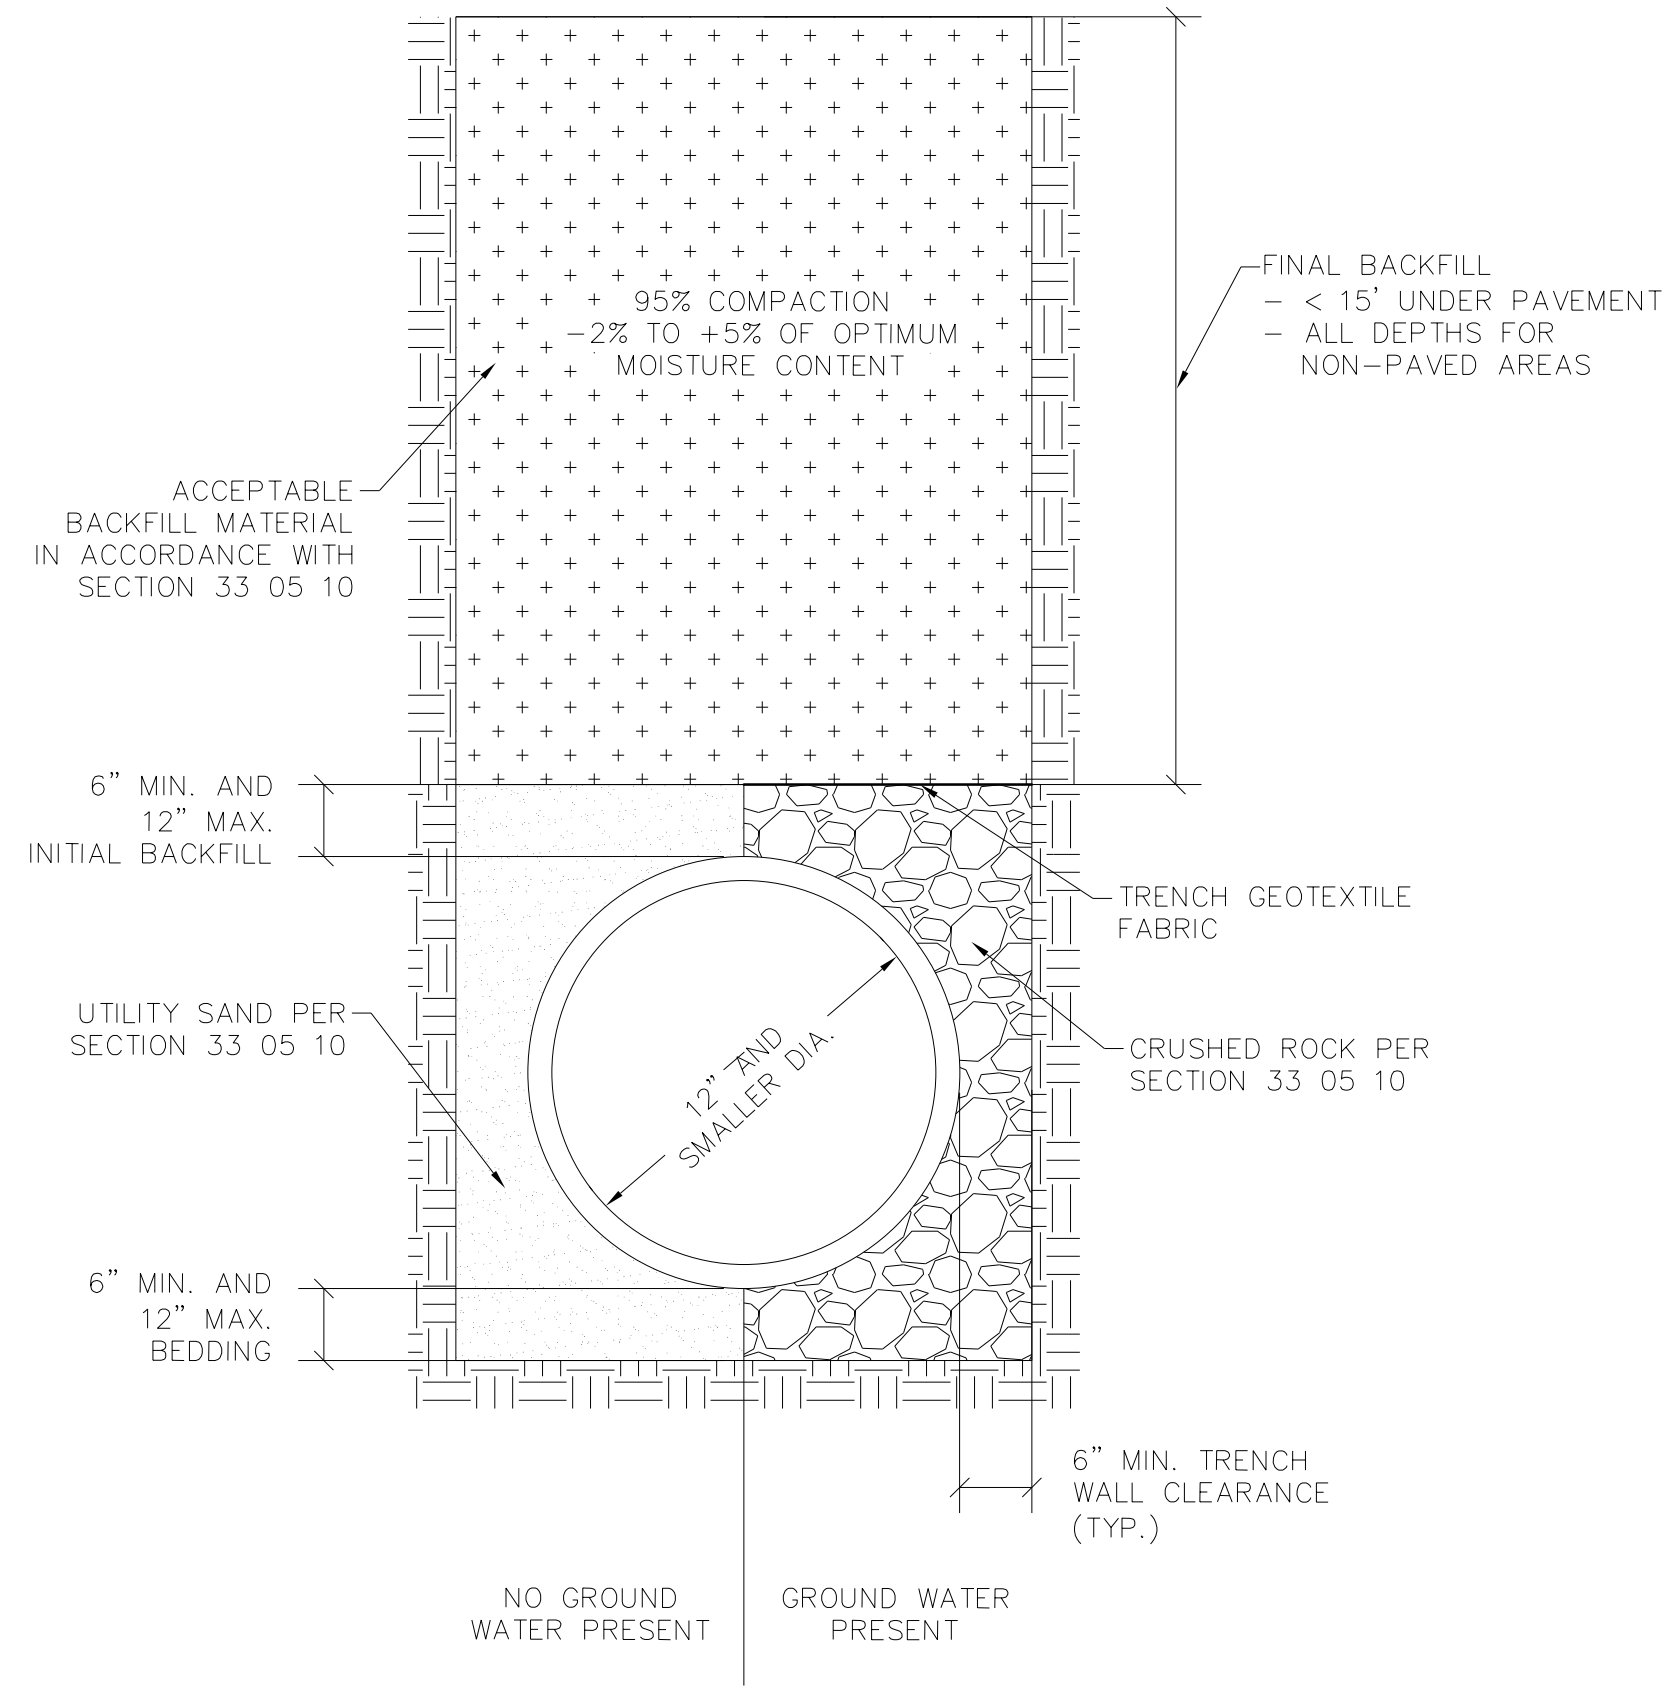 95% COMPACTION
-2% TO +5% OF OPTIMUM
MOISTURE CONTENT
FINAL BACKFILL
- < 15' UNDER PAVEMENT
- ALL DEPTHS FOR
NON-PAVED AREAS
ACCEPTABLE
BACKFILL MATERIAL
IN ACCORDANCE WITH
SECTION 33 05 10
6" MIN. AND
12" MAX.
INITIAL BACKFILL
TRENCH GEOTEXTILE
FABRIC
UTILITY SAND PER
SECTION 33 05 10
12" AND
SMALLER DIA.
CRUSHED ROCK PER
SECTION 33 05 10
6" MIN. AND
12" MAX.
BEDDING
6" MIN. TRENCH
WALL CLEARANCE
(TYP.)
NO GROUND
WATER PRESENT
GROUND WATER
PRESENT